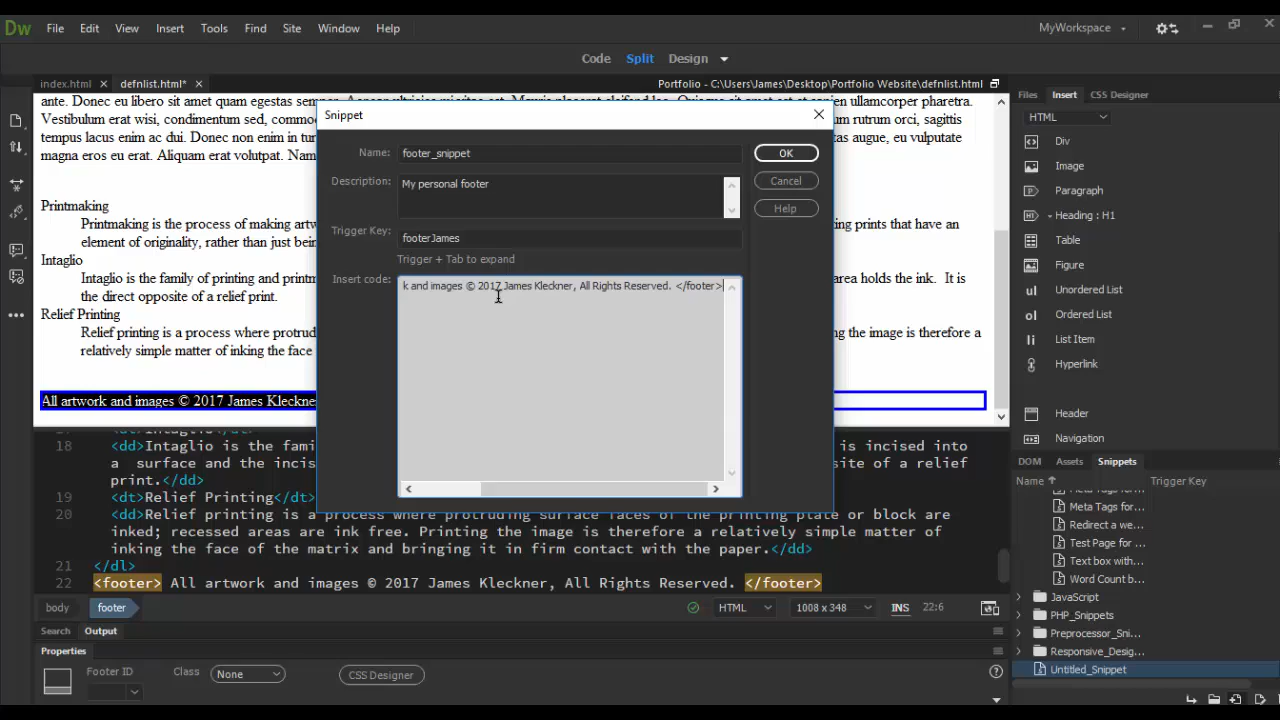 Dw File Edit View Insert Tools Find Site Window Help MyWorkspace
Code Split Design
index.html defnlist.html* Portfolio - C:\Users\James\Desktop\Portfolio Website\defnlist.html
Files Insert CSS Designer
HTML
Div
Image
Paragraph
Heading : H1
Table
Figure
ul Unordered List
ol Ordered List
li List Item
Hyperlink
Header
Navigation
ante. Donec eu libero sit amet quam egestas
Vestibulum erat wisi, condimentum sed,
tempus lacus enim ac dui. Donec non enim in
magna eros eu erat. Aliquam erat volutpat. Nam
ullamcorper pharetra.
um rutrum orci, sagittis
tas augue, eu vulputate
Printmaking
Printmaking is the process of making
element of originality, rather than just
ng prints that have an
Intaglio
Intaglio is the family of printing and
the direct opposite of a relief print.
area holds the ink. It is
Relief Printing
Relief printing is a process where
relatively simple matter of inking the face
ng the image is therefore a
All artwork and images © 2017 James Kleckner
Snippet
Name: footer_snippet
Description: My personal footer
Trigger Key: footerJames
Trigger + Tab to expand
Insert code: k and images © 2017 James Kleckner, All Rights Reserved. </footer>
OK
Cancel
Help
18 <dd>Intaglio is the is incised into
a surface and the site of a relief
print.</dd>
19 <dt>Relief Printing</dt>
20 <dd>Relief printing is a process where protruding surface faces of the printing plate or block are
inked; recessed areas are ink free. Printing the image is therefore a relatively simple matter of
inking the face of the matrix and bringing it in firm contact with the paper.</dd>
21 </dl>
22 <footer> All artwork and images © 2017 James Kleckner, All Rights Reserved. </footer>
body footer HTML 1008 x 348 INS 22:6
Search Output
Properties
Footer ID Class None CSS Designer
DOM Assets Snippets
Name Trigger Key
Meta Tags for...
Meta Tags for...
Redirect a we...
Test Page for ...
Text box with...
Word Count b...
JavaScript
PHP_Snippets
Preprocessor_Sni...
Responsive_Desig...
Untitled_Snippet